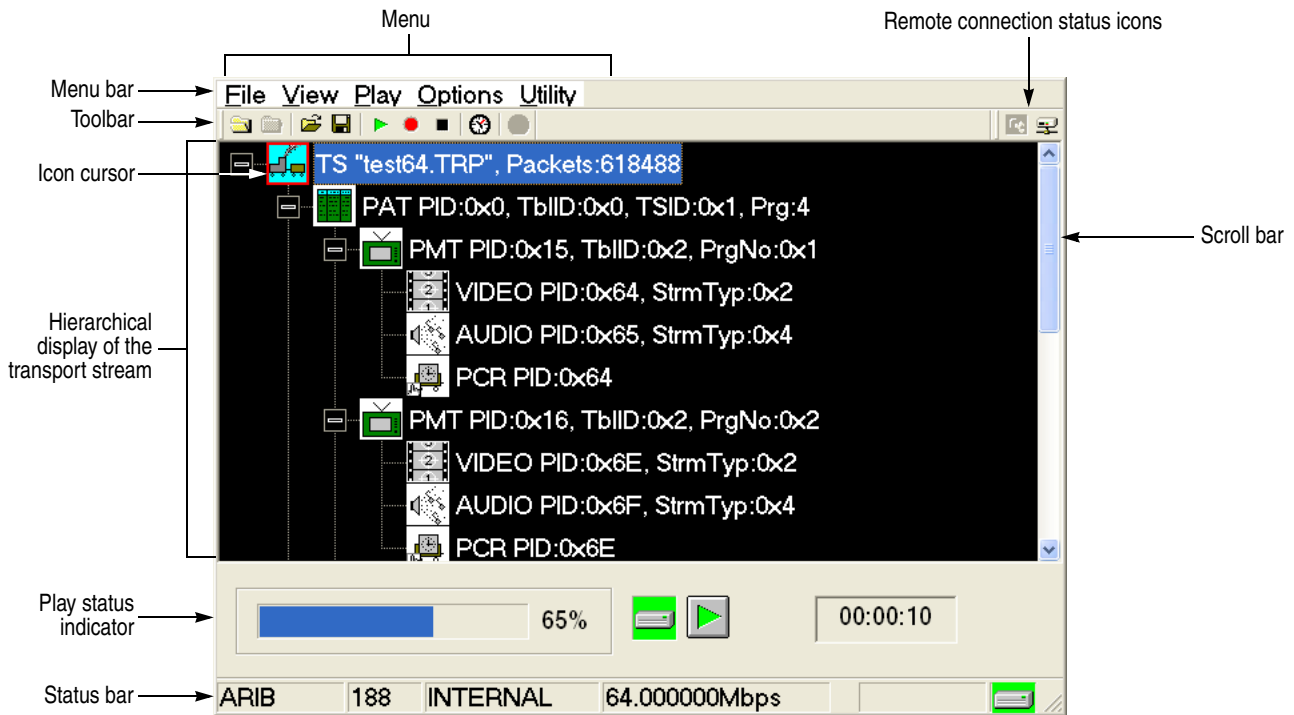 Menu
Remote connection status icons
Menu bar
File View Play Options Utility
Toolbar
Icon cursor
TS "test64.TRP", Packets:618488
PAT PID:0x0, TblID:0x0, TSID:0x1, Prg:4
Scroll bar
PMT PID:0x15, TblID:0x2, PrgNo:0x1
VIDEO PID:0x64, StrmTyp:0x2
AUDIO PID:0x65, StrmTyp:0x4
PCR PID:0x64
Hierarchical
display of the
transport stream
PMT PID:0x16, TblID:0x2, PrgNo:0x2
VIDEO PID:0x6E, StrmTyp:0x2
AUDIO PID:0x6F, StrmTyp:0x4
PCR PID:0x6E
Play status
indicator
65%
00:00:10
Status bar
ARIB 188 INTERNAL 64.000000Mbps